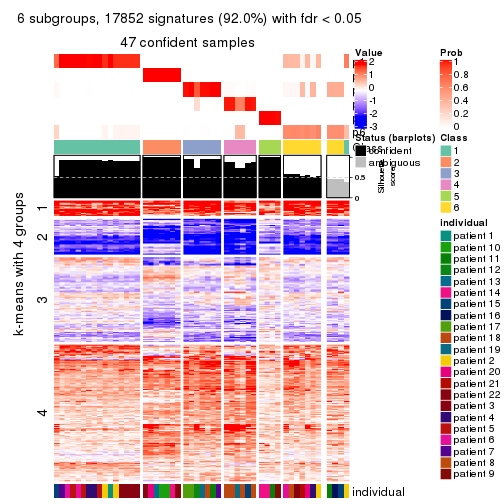 6 subgroups, 17852 signatures (92.0%) with fdr < 0.05
47 confident samples
k-means with 4 groups
1
2
3
4
Value
2
1
0
-1
-2
-3
Status (barplots)
confident
ambiguous
1
0.5
0
Silhouette
score
Prob
1
0.8
0.6
0.4
0.2
0
Class
1
2
3
4
5
6
individual
patient 1
patient 10
patient 11
patient 12
patient 13
patient 14
patient 15
patient 16
patient 17
patient 18
patient 19
patient 2
patient 20
patient 21
patient 22
patient 3
patient 4
patient 5
patient 6
patient 7
patient 8
patient 9
individual